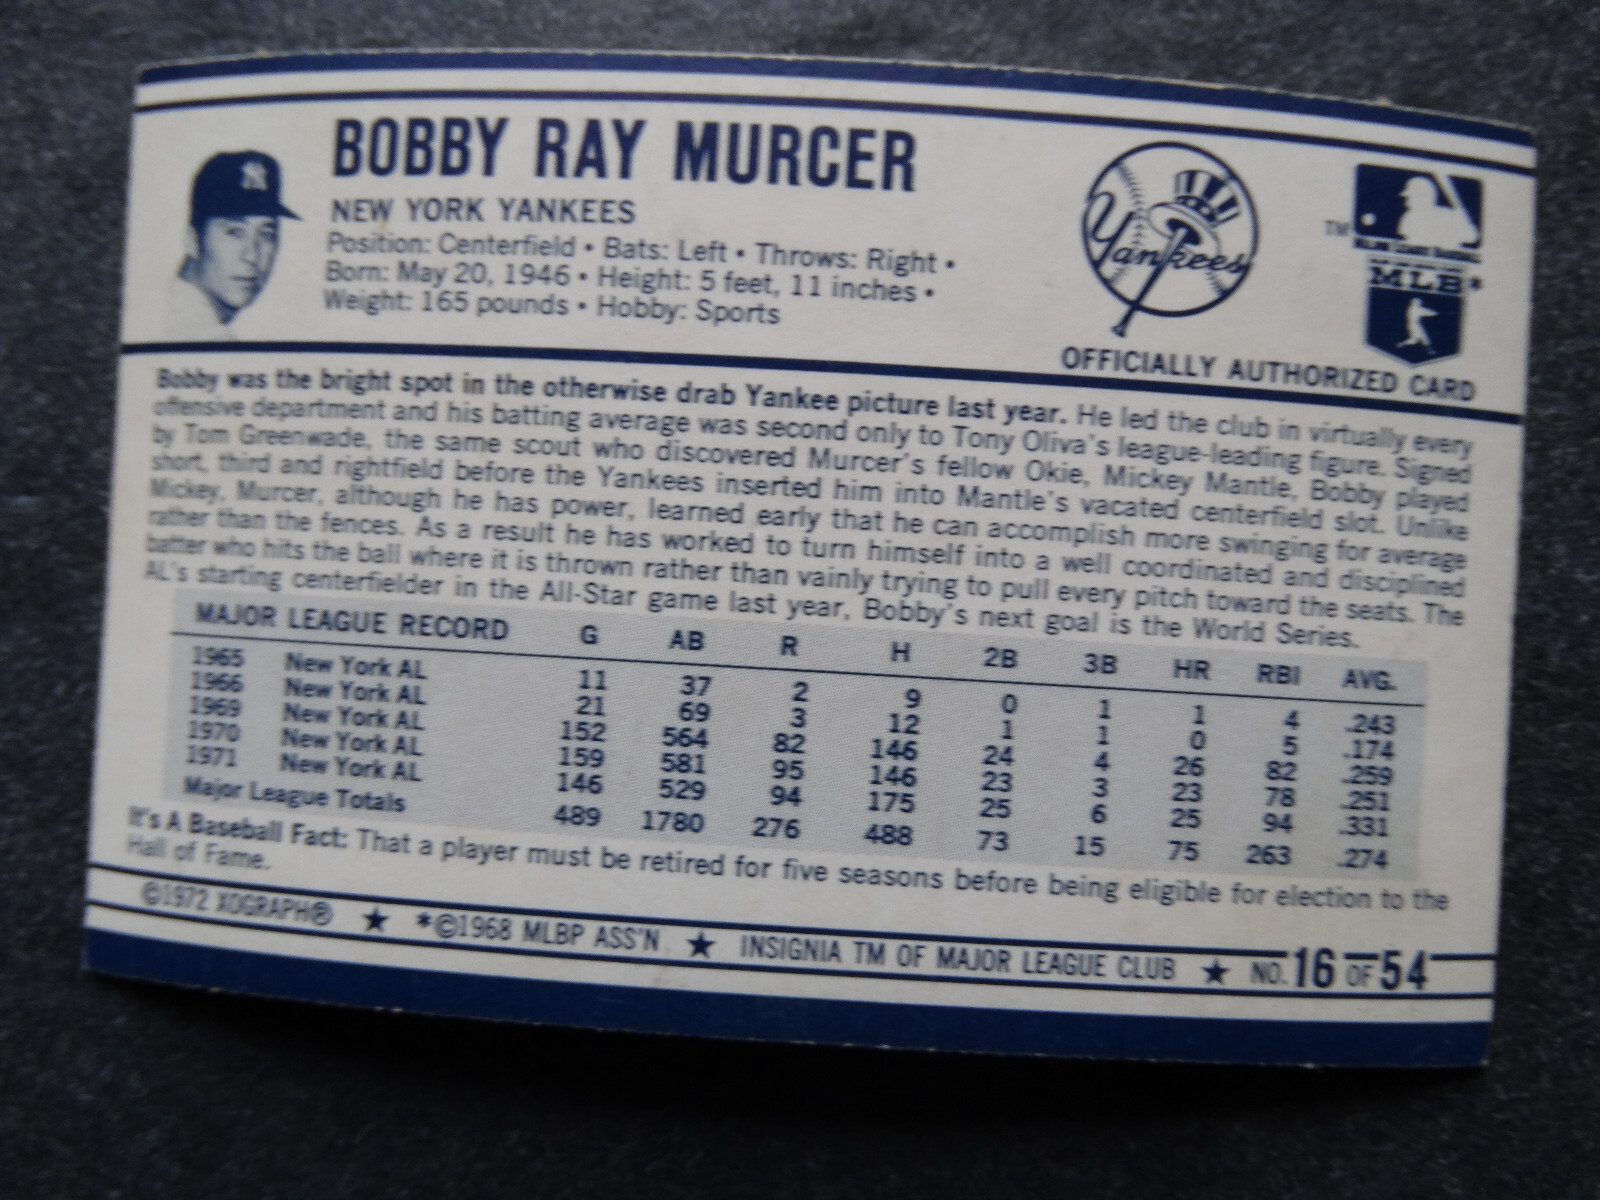 BOBBY RAY MURCER
NEW YORK YANKEES
Position: Centerfield • Bats: Left • Throws: Right •
Born: May 20, 1946 • Height: 5 feet, 11 inches •
Weight: 165 pounds • Hobby: Sports
NY
Yankees
TM
MAJOR LEAGUE BASEBALL
MLB*
OFFICIALLY AUTHORIZED CARD
Bobby was the bright spot in the otherwise drab Yankee picture last year. He led the club in virtually every
offensive department and his batting average was second only to Tony Oliva's league-leading figure. Signed
by Tom Greenwade, the same scout who discovered Murcer's fellow Okie, Mickey Mantle, Bobby played
short, third and rightfield before the Yankees inserted him into Mantle's vacated centerfield slot. Unlike
Mickey, Murcer, although he has power, learned early that he can accomplish more swinging for average
rather than the fences. As a result he has worked to turn himself into a well coordinated and disciplined
batter who hits the ball where it is thrown rather than vainly trying to pull every pitch toward the seats. The
AL's starting centerfielder in the All-Star game last year, Bobby's next goal is the World Series.
MAJOR LEAGUE RECORD G AB R H 2B 3B HR RBI AVG.
1965 New York AL 11 37 2 9 0 1 1 4 .243
1966 New York AL 21 69 3 12 1 1 0 5 .174
1969 New York AL 152 564 82 146 24 4 26 82 .259
1970 New York AL 159 581 95 146 23 3 23 78 .251
1971 New York AL 146 529 94 175 25 6 25 94 .331
Major League Totals 489 1780 276 488 73 15 75 263 .274
It's A Baseball Fact: That a player must be retired for five seasons before being eligible for election to the
Hall of Fame.
©1972 XOGRAPH® ★ *©1968 MLBP ASS'N ★ INSIGNIA TM OF MAJOR LEAGUE CLUB ★ NO. 16 OF 54